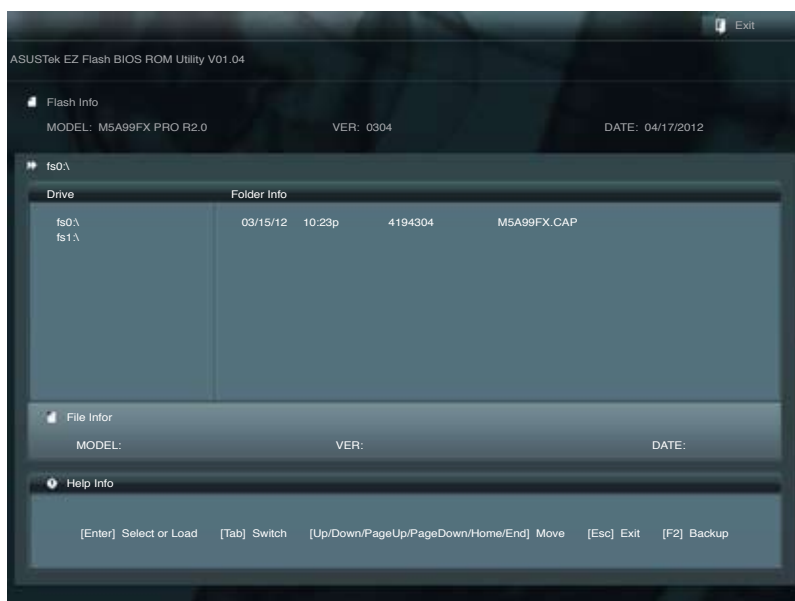 Exit
ASUSTek EZ Flash BIOS ROM Utility V01.04
Flash Info
MODEL: M5A99FX PRO R2.0 VER: 0304 DATE: 04/17/2012
fs0:\
Drive Folder Info
fs0:\ 03/15/12 10:23p 4194304 M5A99FX.CAP
fs1:\
File Infor
MODEL: VER: DATE:
Help Info
[Enter] Select or Load [Tab] Switch [Up/Down/PageUp/PageDown/Home/End] Move [Esc] Exit [F2] Backup